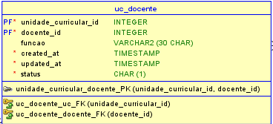 uc_docente
PF* unidade_curricular_id INTEGER
PF* docente_id INTEGER
funcao VARCHAR2 (30 CHAR)
* created_at TIMESTAMP
* updated_at TIMESTAMP
* status CHAR (1)
unidade_curricular_docente_PK (unidade_curricular_id, docente_id)
uc_docente_uc_FK (unidade_curricular_id)
uc_docente_docente_FK (docente_id)